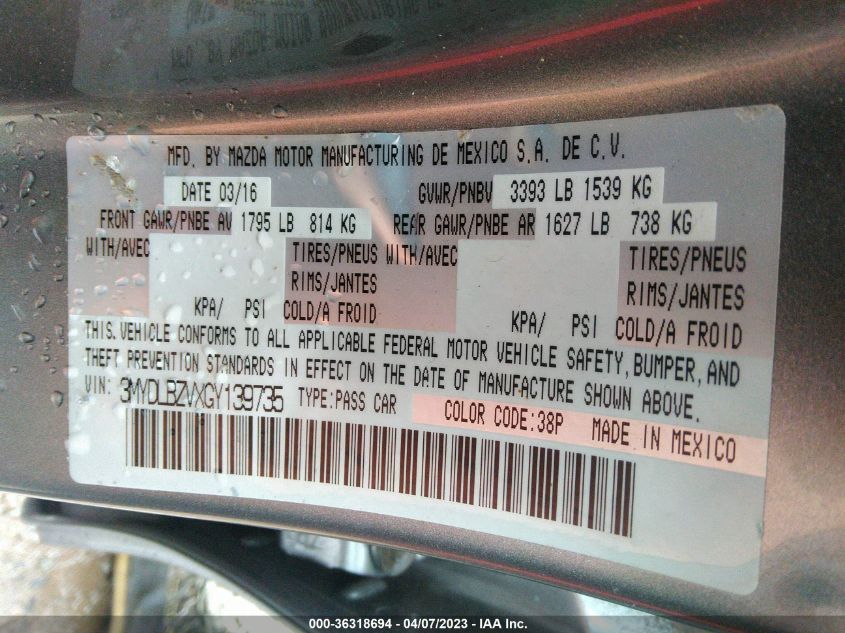 MFD. BY MAZDA MOTOR MANUFACTURING DE MEXICO S.A. DE C.V.
DATE 03/16 GVWR/PNBV 3393 LB 1539 KG
FRONT GAWR/PNBE AV 1795 LB 814 KG REAR GAWR/PNBE AR 1627 LB 738 KG
WITH/AVEC TIRES/PNEUS WITH/AVEC TIRES/PNEUS
RIMS/JANTES RIMS/JANTES
KPA/ PSI COLD/A FROID KPA/ PSI COLD/A FROID
THIS VEHICLE CONFORMS TO ALL APPLICABLE FEDERAL MOTOR VEHICLE SAFETY, BUMPER, AND
THEFT PREVENTION STANDARDS IN EFFECT ON THE DATE OF MANUFACTURE SHOWN ABOVE.
VIN: 3MYDLBZVXGY139735 TYPE:PASS CAR COLOR CODE:38P MADE IN MEXICO
000-36318694 - 04/07/2023 - IAA Inc.